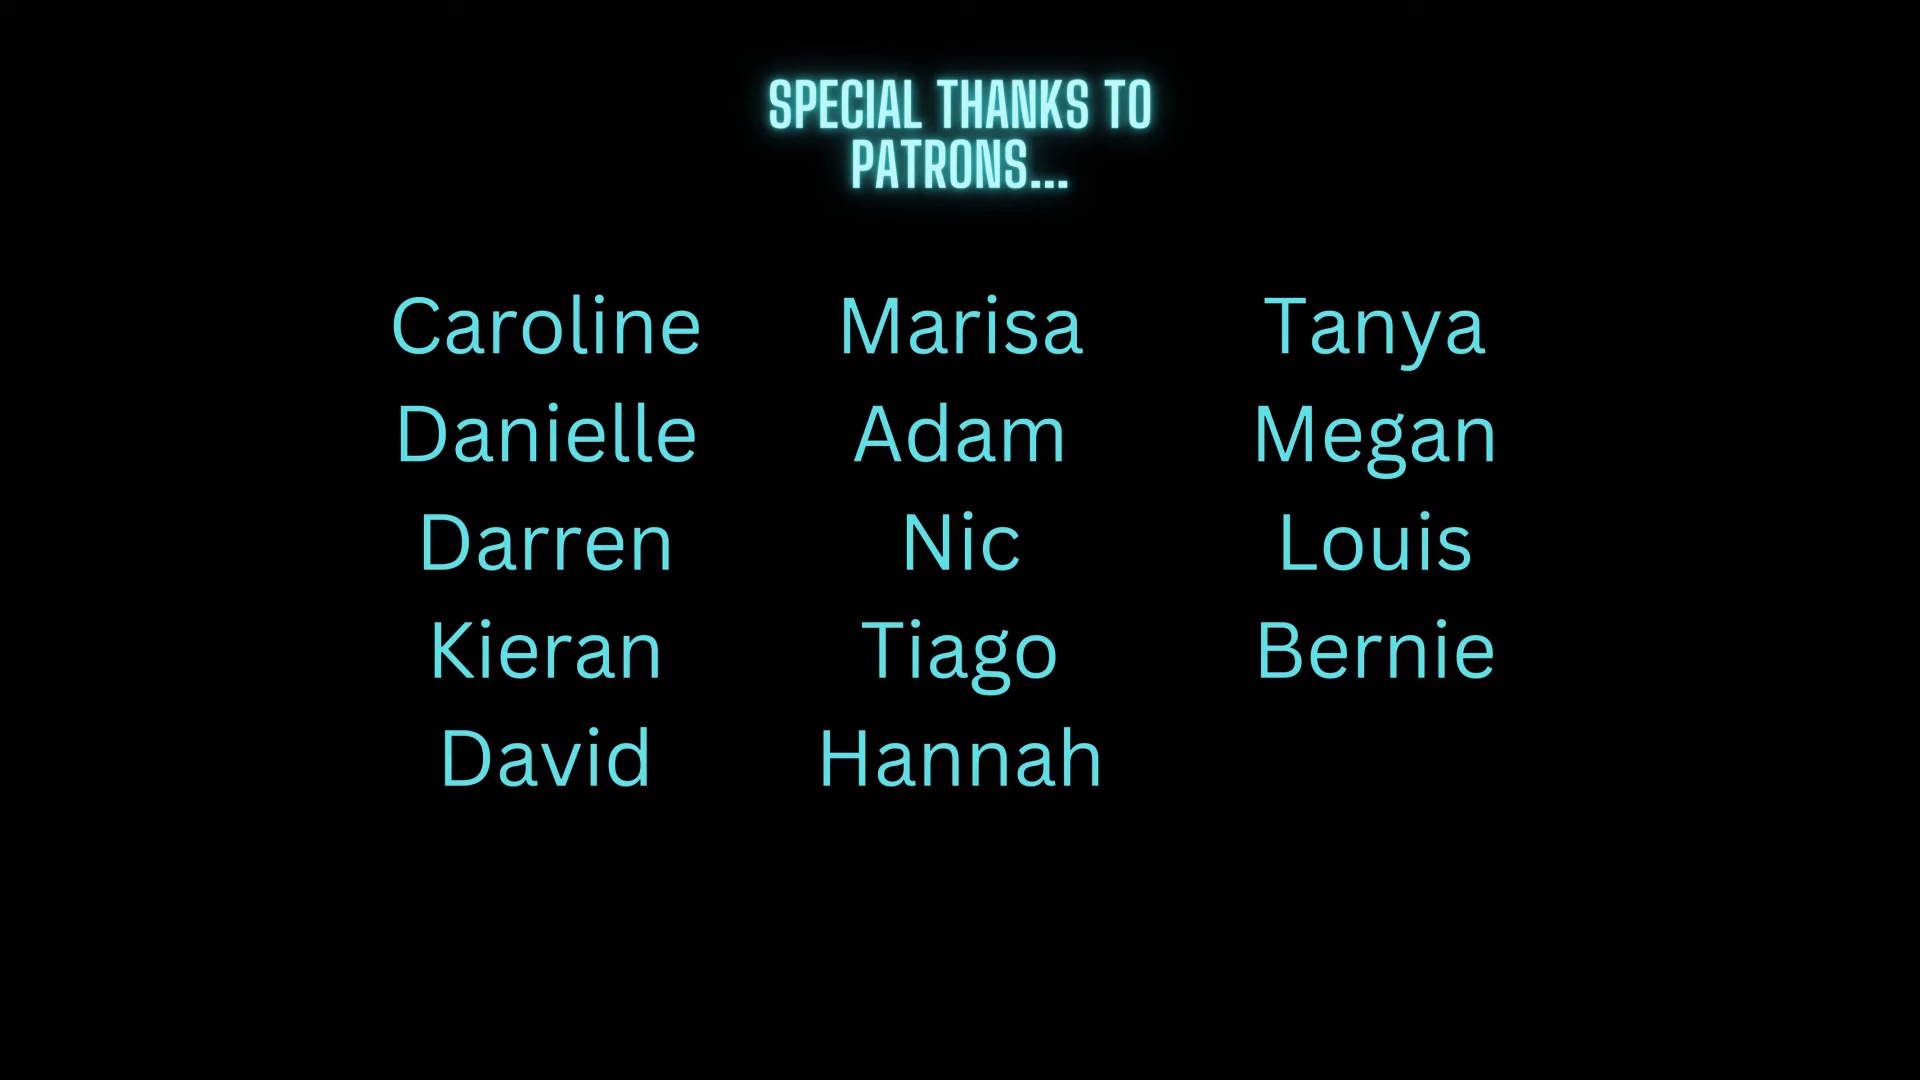 SPECIAL THANKS TO
PATRONS...
Caroline
Danielle
Darren
Kieran
David
Marisa
Adam
Nic
Tiago
Hannah
Tanya
Megan
Louis
Bernie